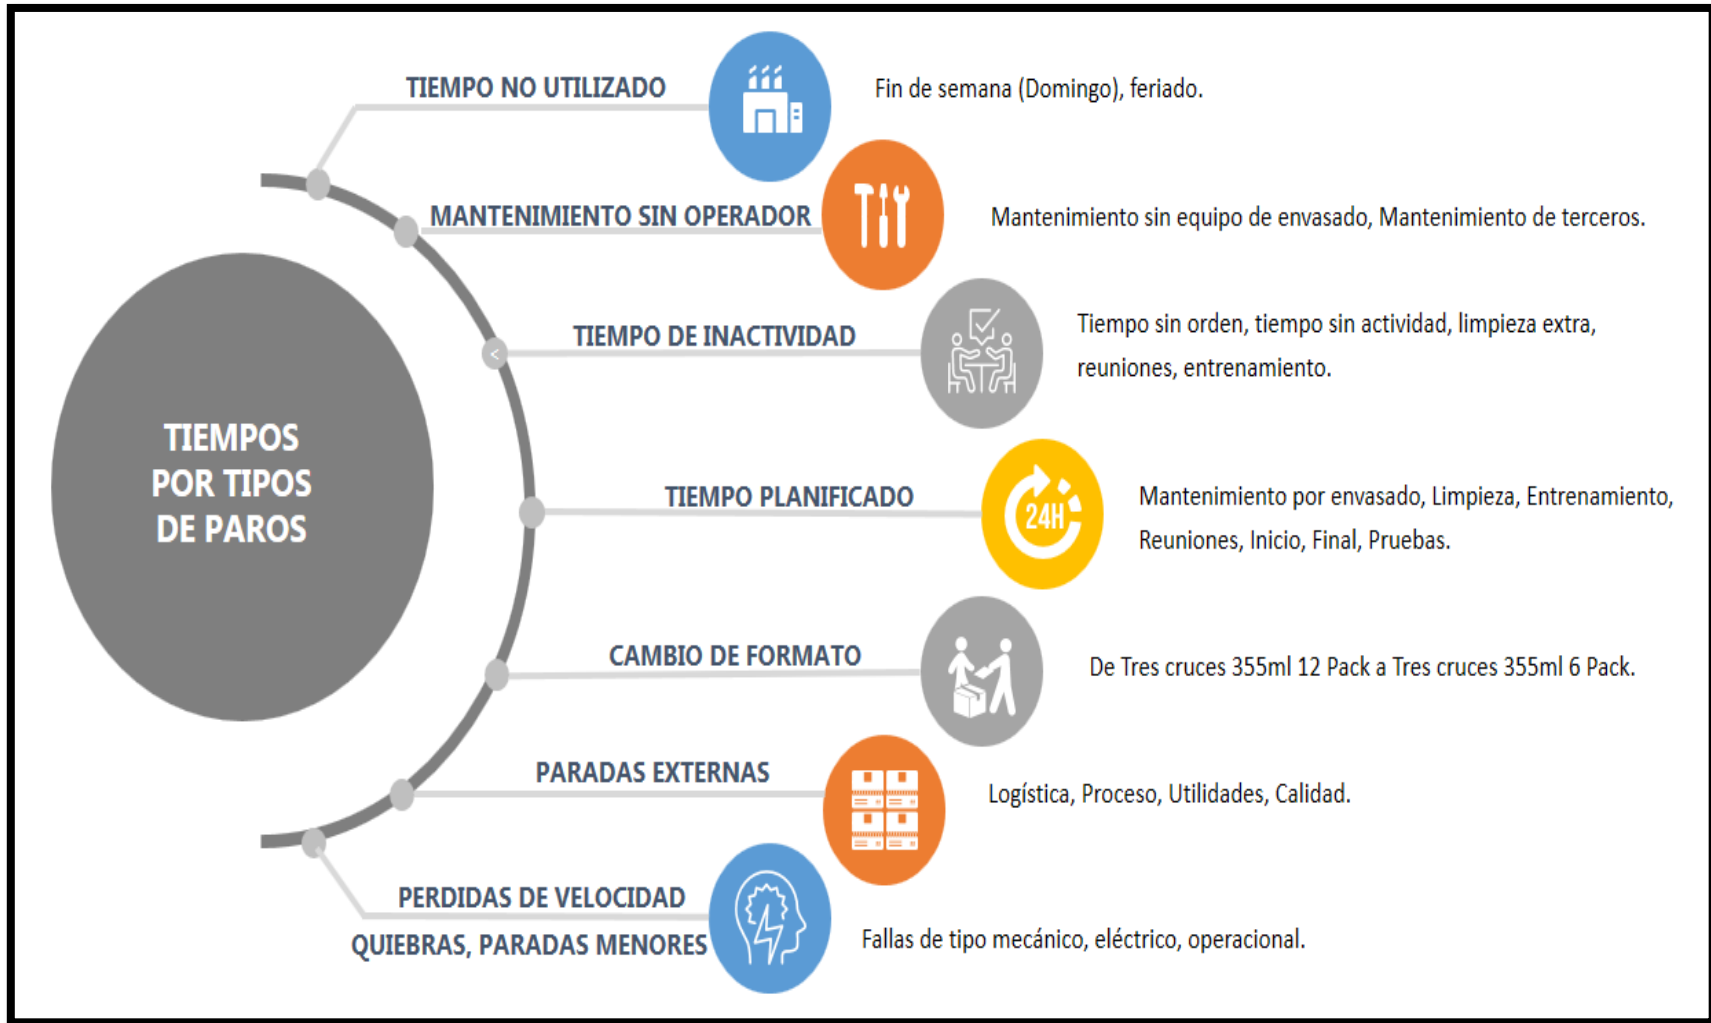 TIEMPOS
POR TIPOS
DE PAROS
TIEMPO NO UTILIZADO
Fin de semana (Domingo), feriado.
MANTENIMIENTO SIN OPERADOR
Mantenimiento sin equipo de envasado, Mantenimiento de terceros.
<
TIEMPO DE INACTIVIDAD
Tiempo sin orden, tiempo sin actividad, limpieza extra,
reuniones, entrenamiento.
TIEMPO PLANIFICADO
24H
Mantenimiento por envasado, Limpieza, Entrenamiento,
Reuniones, Inicio, Final, Pruebas.
CAMBIO DE FORMATO
De Tres cruces 355ml 12 Pack a Tres cruces 355ml 6 Pack.
PARADAS EXTERNAS
Logística, Proceso, Utilidades, Calidad.
PERDIDAS DE VELOCIDAD
QUIEBRAS, PARADAS MENORES
Fallas de tipo mecánico, eléctrico, operacional.